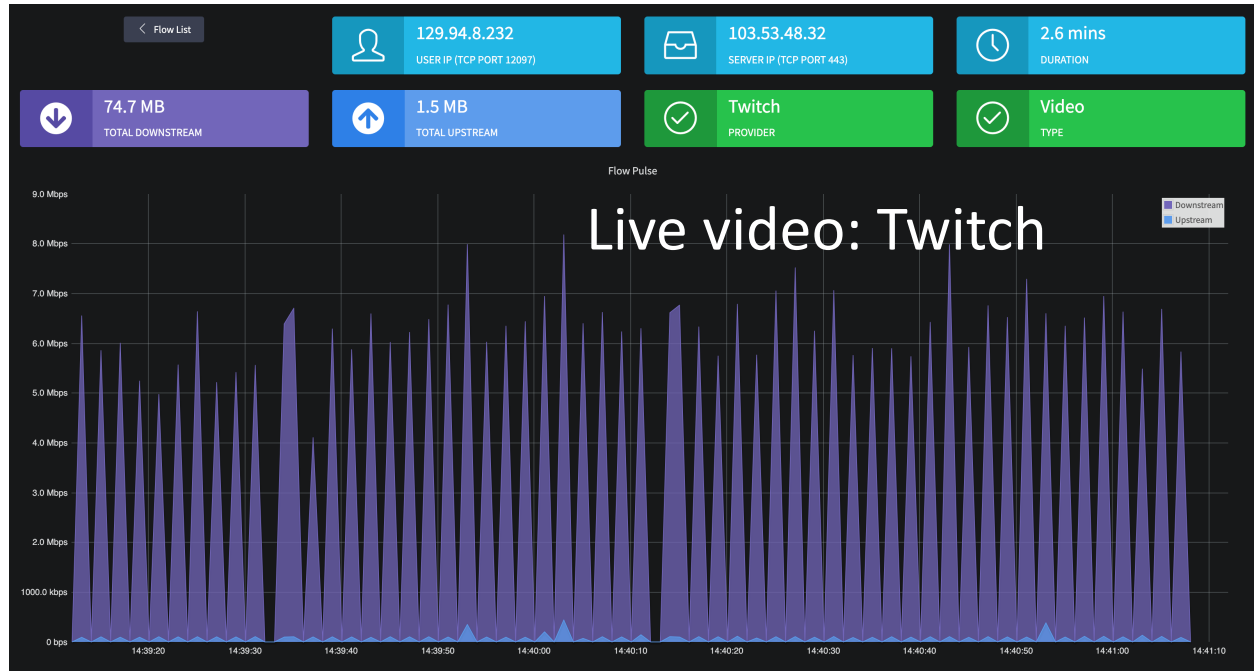 Flow List
129.94.8.232
USER IP (TCP PORT 12097)
103.53.48.32
SERVER IP (TCP PORT 443)
2.6 mins
DURATION
74.7 MB
TOTAL DOWNSTREAM
1.5 MB
TOTAL UPSTREAM
Twitch
PROVIDER
Video
TYPE
Flow Pulse
Live video: Twitch
Downstream
Upstream
9.0 Mbps
8.0 Mbps
7.0 Mbps
6.0 Mbps
5.0 Mbps
4.0 Mbps
3.0 Mbps
2.0 Mbps
1000.0 kbps
0 bps
14:39:20 14:39:30 14:39:40 14:39:50 14:40:00 14:40:10 14:40:20 14:40:30 14:40:40 14:40:50 14:41:00 14:41:10